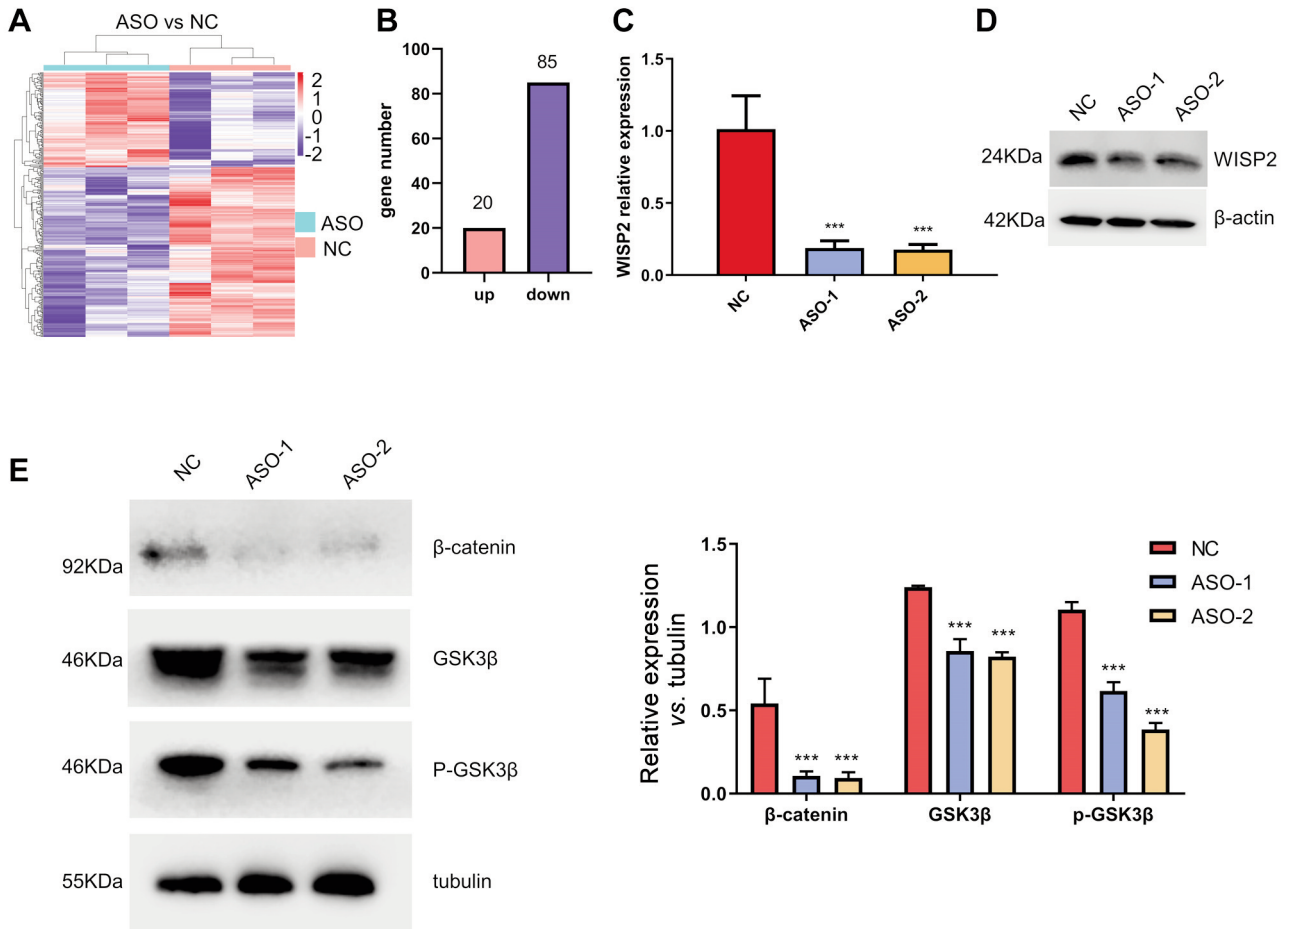 A
ASO vs NC
2
1
0
-1
-2
ASO
NC
B
gene number
100
80
60
40
20
0
20
85
up
down
C
WISP2 relative expression
1.5
1.0
0.5
0.0
***
***
NC
ASO-1
ASO-2
D
NC
ASO-1
ASO-2
24KDa
WISP2
42KDa
β-actin
E
NC
ASO-1
ASO-2
92KDa
β-catenin
46KDa
GSK3β
46KDa
P-GSK3β
55KDa
tubulin
Relative expression
vs. tubulin
1.5
1.0
0.5
0.0
***
***
***
***
***
***
β-catenin
GSK3β
p-GSK3β
NC
ASO-1
ASO-2